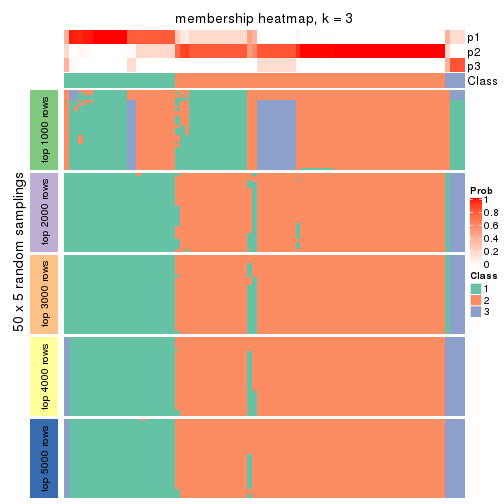 membership heatmap, k = 3
p1
p2
p3
Class
50 x 5 random samplings
top 1000 rows
top 2000 rows
top 3000 rows
top 4000 rows
top 5000 rows
Prob
1
0.8
0.6
0.4
0.2
0
Class
1
2
3